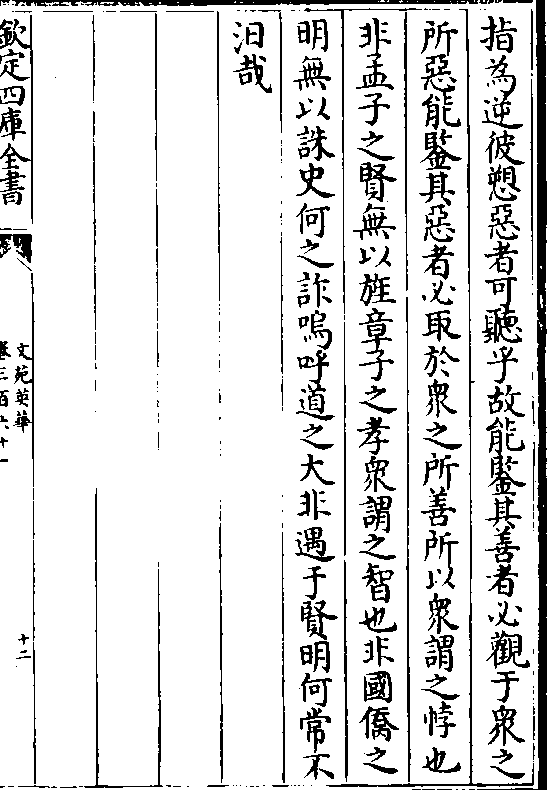 指為逆彼愬惡者可聽乎故能鑒其善者必觀于衆之
所惡能鑒其惡者必取於衆之所善所以衆謂之悖也
非孟子之賢無以旌章子之孝衆謂之智也非國僑之
明無以誅史何之詐嗚呼道之大非遇于賢明何常不
汨哉
欽定四庫全書
文苑英華
卷三百六十一
十二